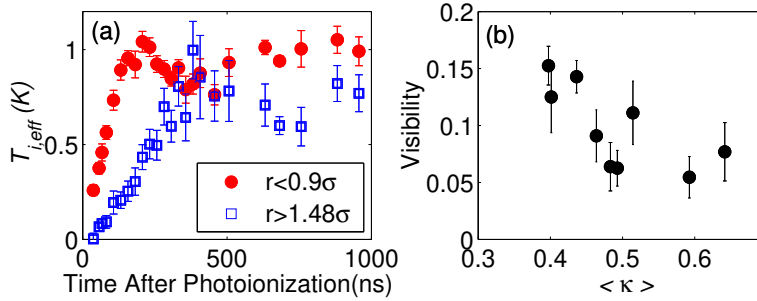 (a)
T_{i,eff} (K)
1
0.5
0
r<0.9σ
r>1.48σ
0
500
1000
Time After Photoionization(ns)
(b)
Visibility
0.2
0.15
0.1
0.05
0
0.3
0.4
0.5
0.6
< κ >